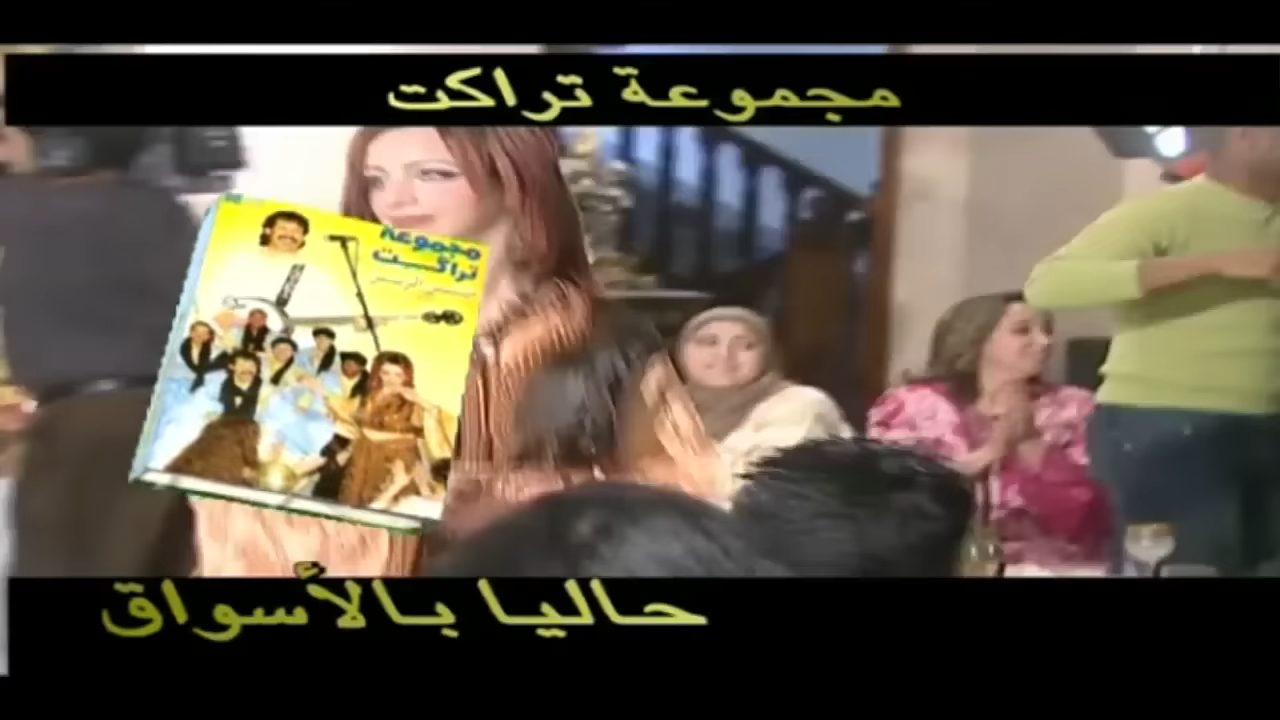 مجموعة تراكت
مجموعة
تراكت
حاليا بالأسواق